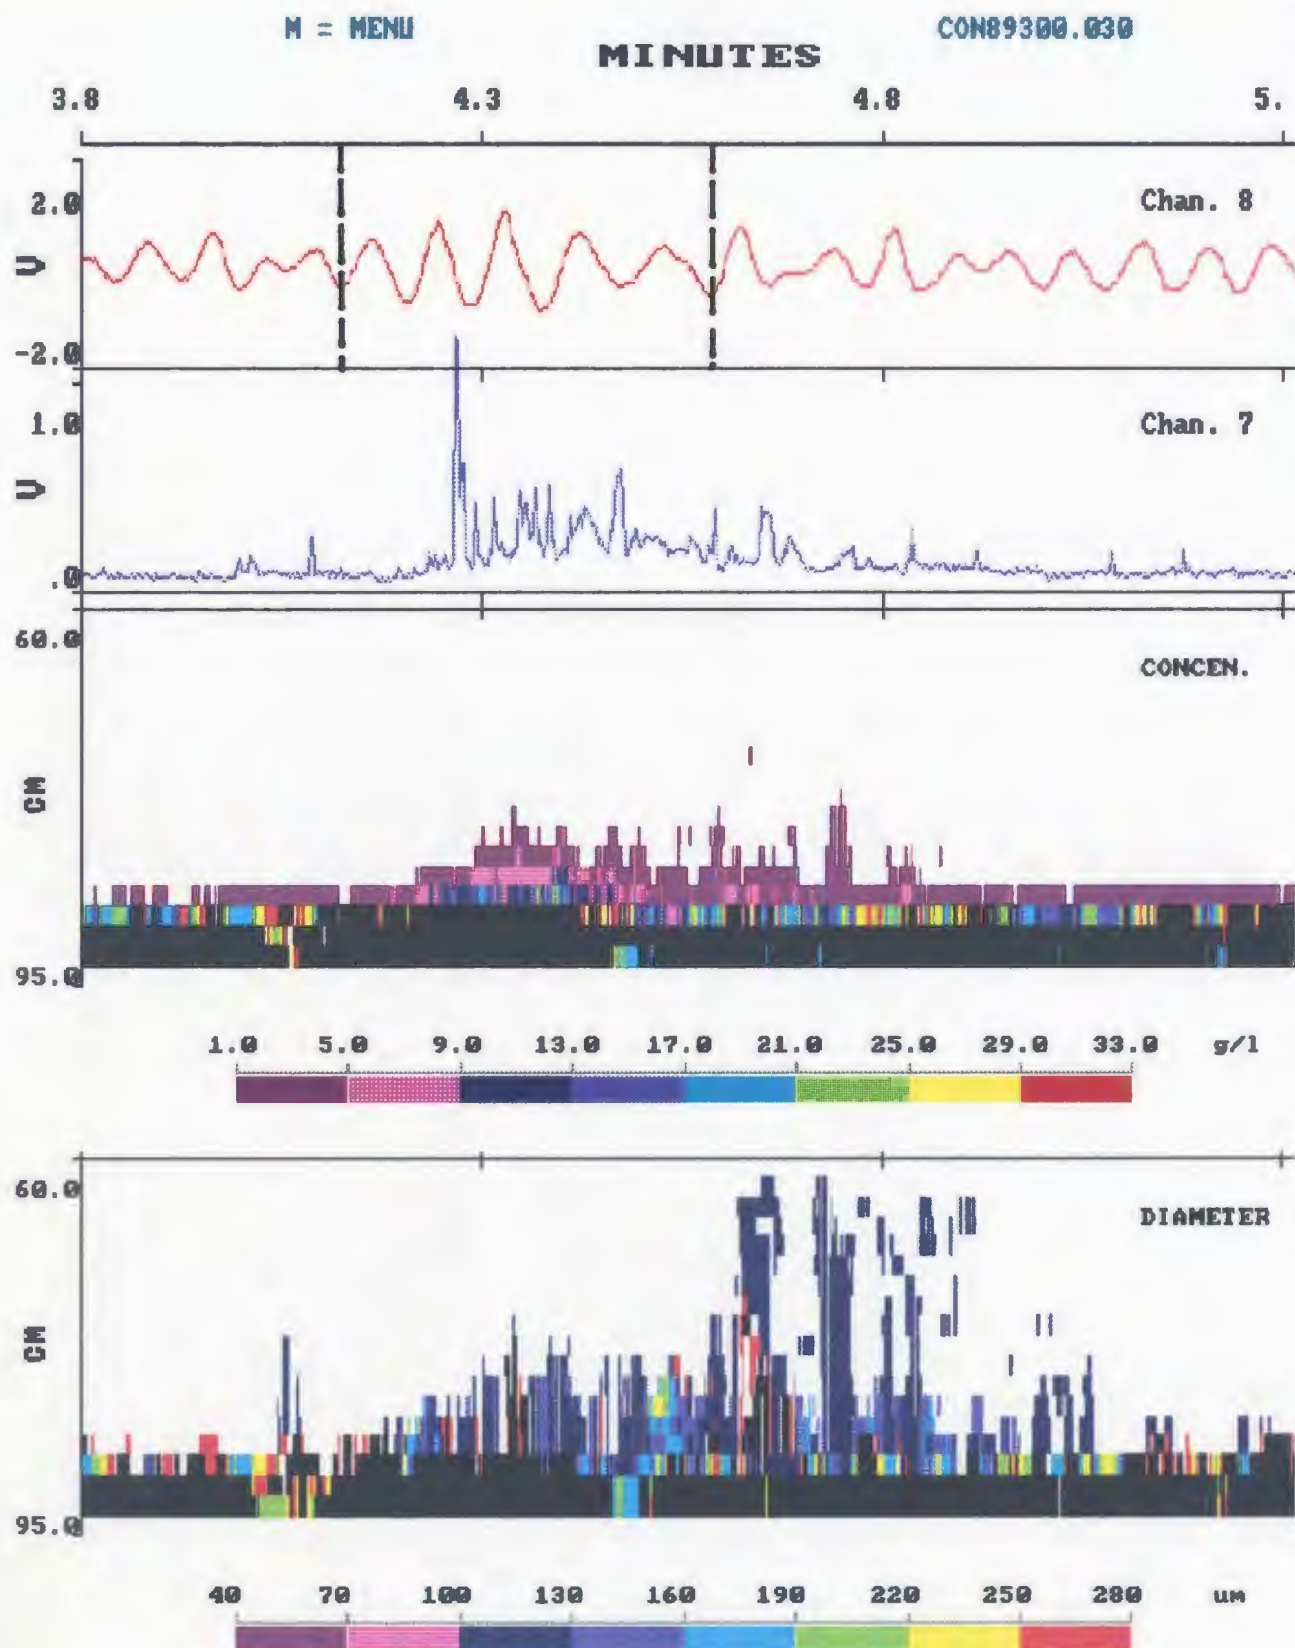 M = MENU CON89300.030
MINUTES
3.8 4.3 4.8 5.
2.0
Chan. 8
V
-2.0
1.0
Chan. 7
V
.0
60.0
CONCEN.
CM
95.0
1.0 5.0 9.0 13.0 17.0 21.0 25.0 29.0 33.0 g/l
60.0
DIAMETER
CM
95.0
40 70 100 130 160 190 220 250 280 um